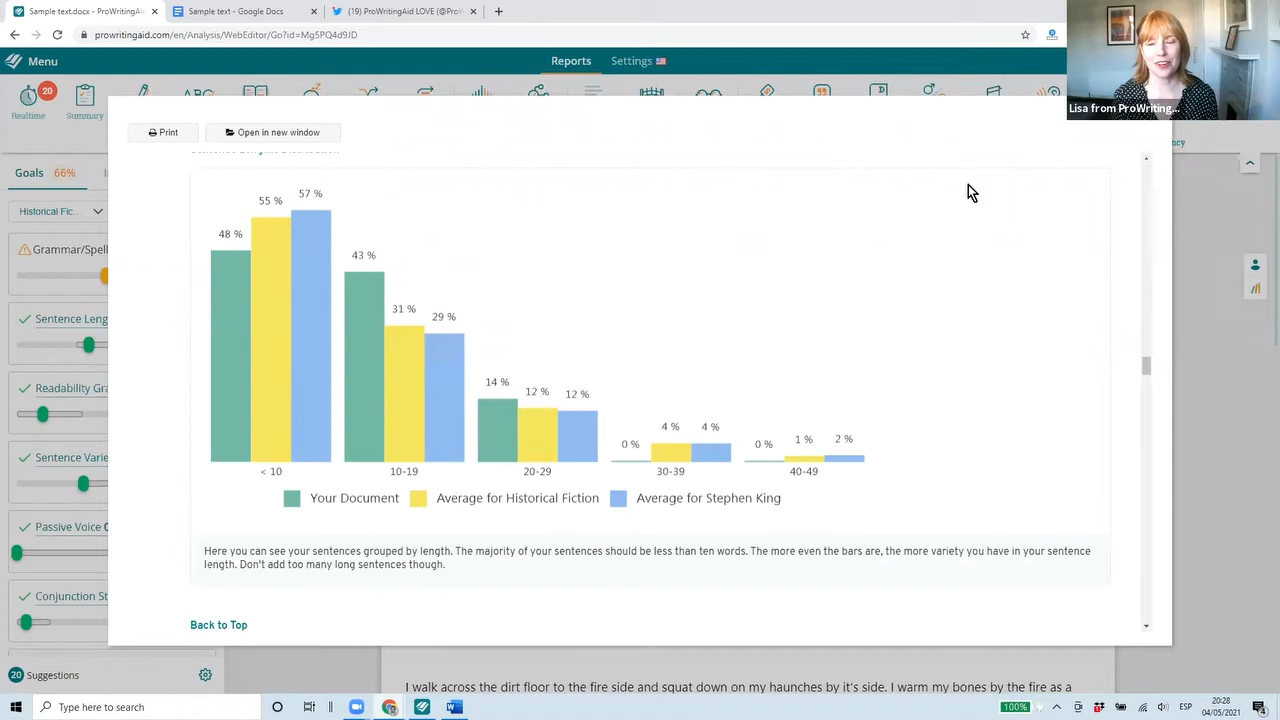 Sample text.docx - ProWritingAi
Sample text - Google Docs
(19) ProWritingAid LOVE (@ProW
prowritingaid.com/en/Analysis/WebEditor/Go?id=Mg5PQ4d9JD
Menu
Reports
Settings
20
Realtime
Summary
Lisa from ProWriting...
Print
Open in new window
Goals 66%
Historical Fic...
Grammar/Spell
Sentence Leng
Readability Gra
Sentence Varie
Passive Voice 0
Conjunction St
20 Suggestions
48 %
55 %
57 %
43 %
31 %
29 %
14 %
12 %
12 %
0 %
4 %
4 %
0 %
1 %
2 %
< 10
10-19
20-29
30-39
40-49
Your Document
Average for Historical Fiction
Average for Stephen King
Here you can see your sentences grouped by length. The majority of your sentences should be less than ten words. The more even the bars are, the more variety you have in your sentence
length. Don't add too many long sentences though.
Back to Top
I walk across the dirt floor to the fire side and squat down on my haunches by it's side. I warm my bones by the fire as a
Type here to search
100%
ESP
20:28
04/05/2021
4